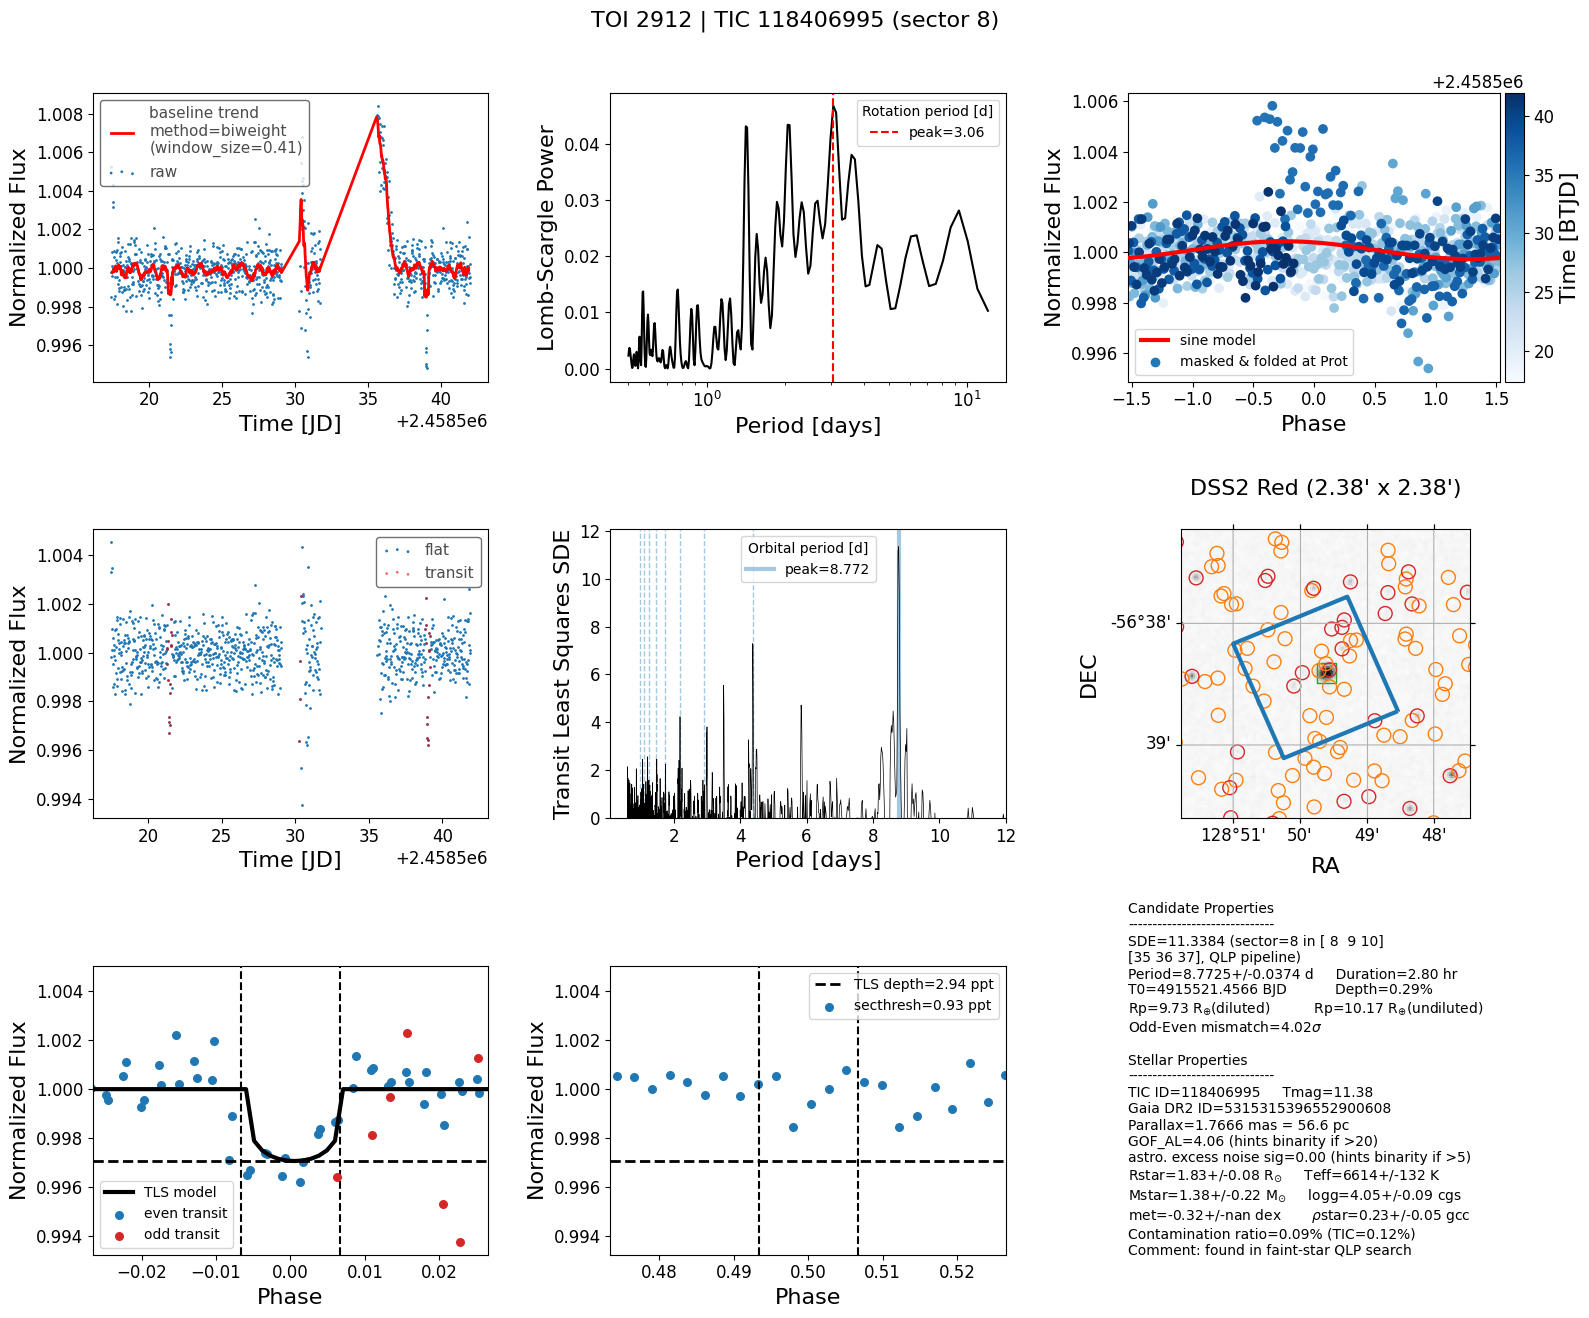 TOI 2912 | TIC 118406995 (sector 8)
Normalized Flux
1.008
1.006
1.004
1.002
1.000
0.998
0.996
baseline trend
method=biweight
(window_size=0.41)
raw
20 25 30 35 40
Time [JD]
+2.4585e6
Lomb-Scargle Power
0.04
0.03
0.02
0.01
0.00
Rotation period [d]
peak=3.06
10⁰ 10¹
Period [days]
+2.4585e6
Normalized Flux
1.006
1.004
1.002
1.000
0.998
0.996
sine model
masked & folded at Prot
−1.5 −1.0 −0.5 0.0 0.5 1.0 1.5
Phase
40
35
30
25
20
Time [BTJD]
Normalized Flux
1.004
1.002
1.000
0.998
0.996
0.994
flat
transit
20 25 30 35 40
Time [JD]
+2.4585e6
Transit Least Squares SDE
12
10
8
6
4
2
0
Orbital period [d]
peak=8.772
2 4 6 8 10 12
Period [days]
DSS2 Red (2.38' x 2.38')
DEC
-56°38'
39'
128°51' 50' 49' 48'
RA
Normalized Flux
1.004
1.002
1.000
0.998
0.996
0.994
TLS model
even transit
odd transit
−0.02 −0.01 0.00 0.01 0.02
Phase
Normalized Flux
1.004
1.002
1.000
0.998
0.996
0.994
TLS depth=2.94 ppt
secthresh=0.93 ppt
0.48 0.49 0.50 0.51 0.52
Phase
Candidate Properties
------------------------------
SDE=11.3384 (sector=8 in [ 8 9 10]
[35 36 37], QLP pipeline)
Period=8.7725+/-0.0374 d Duration=2.80 hr
T0=4915521.4566 BJD Depth=0.29%
Rp=9.73 R⊕(diluted) Rp=10.17 R⊕(undiluted)
Odd-Even mismatch=4.02σ
Stellar Properties
------------------------------
TIC ID=118406995 Tmag=11.38
Gaia DR2 ID=5315315396552900608
Parallax=1.7666 mas = 56.6 pc
GOF_AL=4.06 (hints binarity if >20)
astro. excess noise sig=0.00 (hints binarity if >5)
Rstar=1.83+/-0.08 R⊙ Teff=6614+/-132 K
Mstar=1.38+/-0.22 M⊙ logg=4.05+/-0.09 cgs
met=-0.32+/-nan dex ρstar=0.23+/-0.05 gcc
Contamination ratio=0.09% (TIC=0.12%)
Comment: found in faint-star QLP search